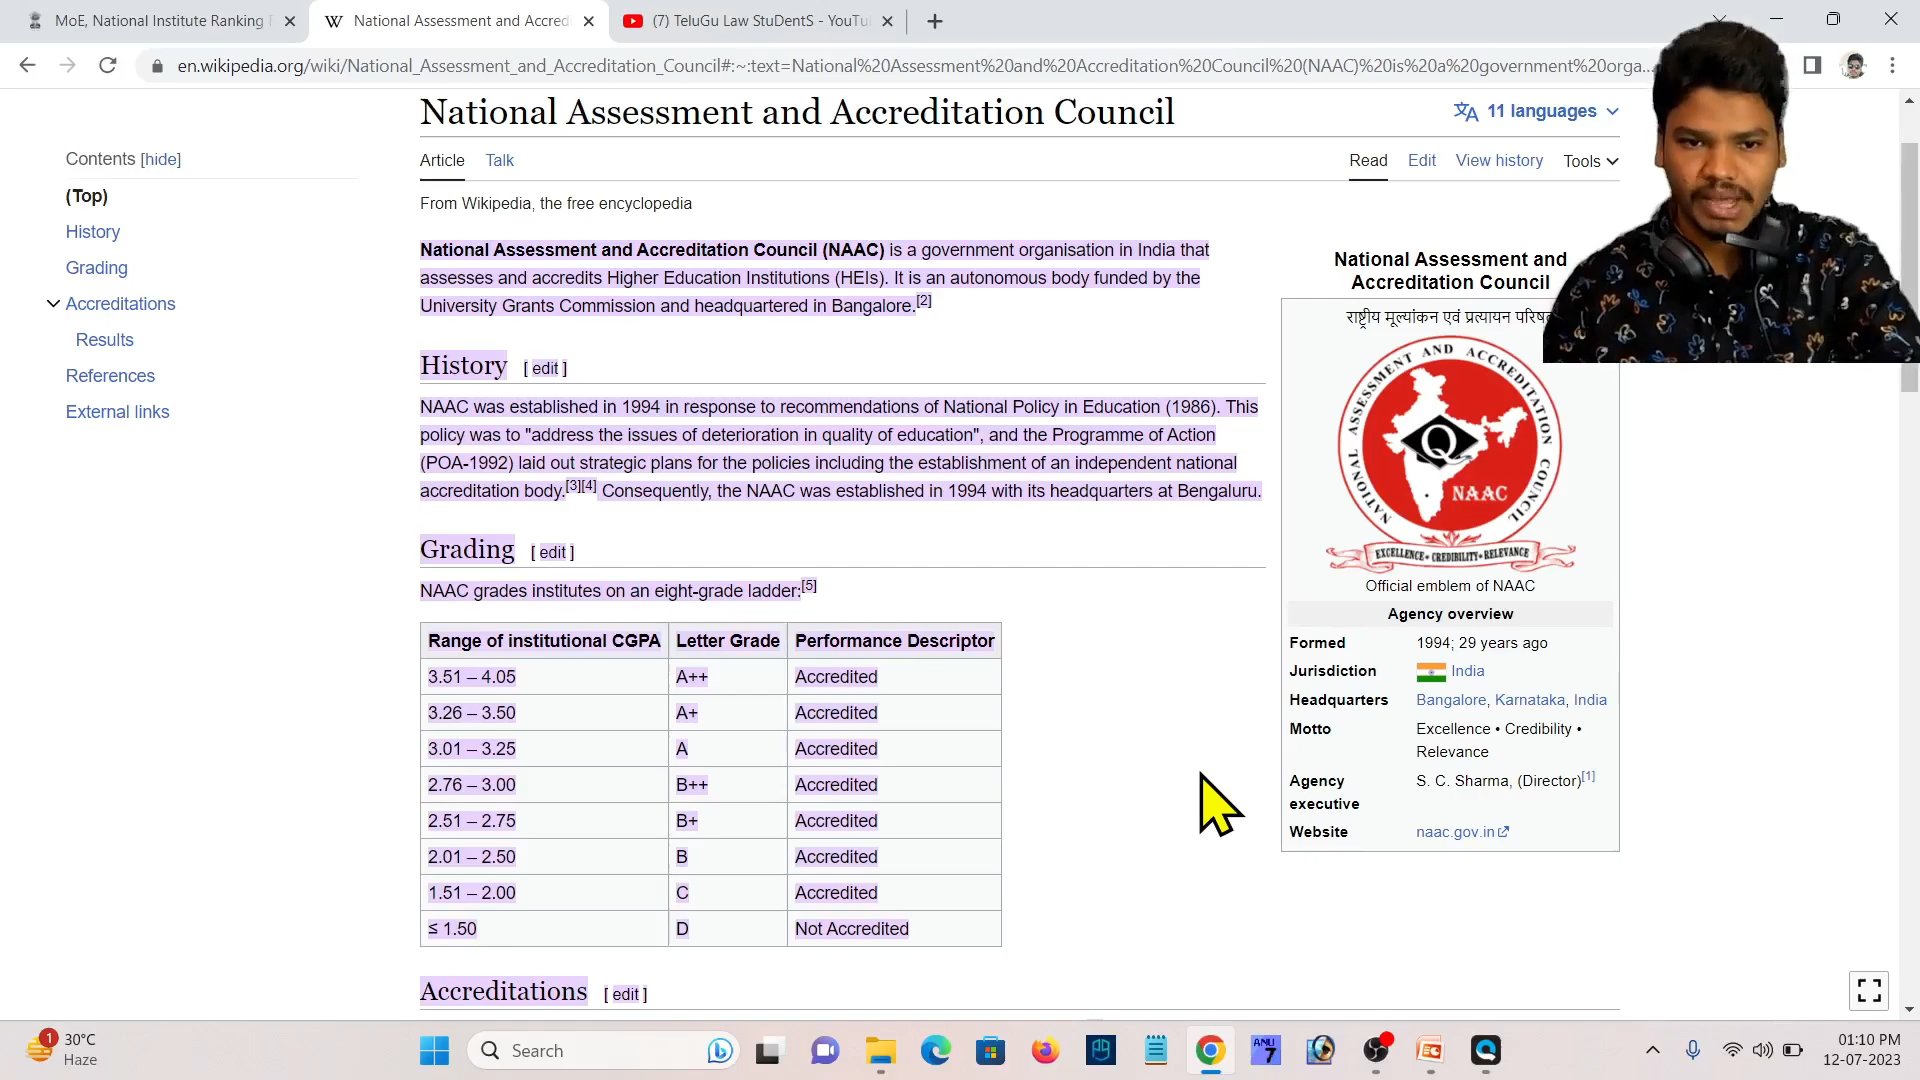 MoE, National Institute Ranking
National Assessment and Accred
(7) TeluGu Law StuDentS - YouTu
en.wikipedia.org/wiki/National_Assessment_and_Accreditation_Council#:~:text=National%20Assessment%20and%20Accreditation%20Council%20(NAAC)%20is%20a%20government%20orga...
National Assessment and Accreditation Council
11 languages
Contents [hide]
(Top)
History
Grading
Accreditations
Results
References
External links
Article Talk
Read Edit View history Tools
From Wikipedia, the free encyclopedia
National Assessment and Accreditation Council (NAAC) is a government organisation in India that
assesses and accredits Higher Education Institutions (HEIs). It is an autonomous body funded by the
University Grants Commission and headquartered in Bangalore.[2]
History [ edit ]
NAAC was established in 1994 in response to recommendations of National Policy in Education (1986). This
policy was to "address the issues of deterioration in quality of education", and the Programme of Action
(POA-1992) laid out strategic plans for the policies including the establishment of an independent national
accreditation body.[3][4] Consequently, the NAAC was established in 1994 with its headquarters at Bengaluru.
Grading [ edit ]
NAAC grades institutes on an eight-grade ladder:[5]
Range of institutional CGPA Letter Grade Performance Descriptor
3.51 – 4.05 A++ Accredited
3.26 – 3.50 A+ Accredited
3.01 – 3.25 A Accredited
2.76 – 3.00 B++ Accredited
2.51 – 2.75 B+ Accredited
2.01 – 2.50 B Accredited
1.51 – 2.00 C Accredited
≤ 1.50 D Not Accredited
Accreditations [ edit ]
National Assessment and
Accreditation Council
राष्ट्रीय मूल्यांकन एवं प्रत्यायन
NATIONAL ASSESSMENT AND ACCREDITATION COUNCIL
Q
NAAC
EXCELLENCE • CREDIBILITY • RELEVANCE
Official emblem of NAAC
Agency overview
Formed 1994; 29 years ago
Jurisdiction India
Headquarters Bangalore, Karnataka, India
Motto Excellence • Credibility •
Relevance
Agency S. C. Sharma, (Director)[1]
executive
Website naac.gov.in
1
30°C
Haze
Search
ANU
7
01:10 PM
12-07-2023